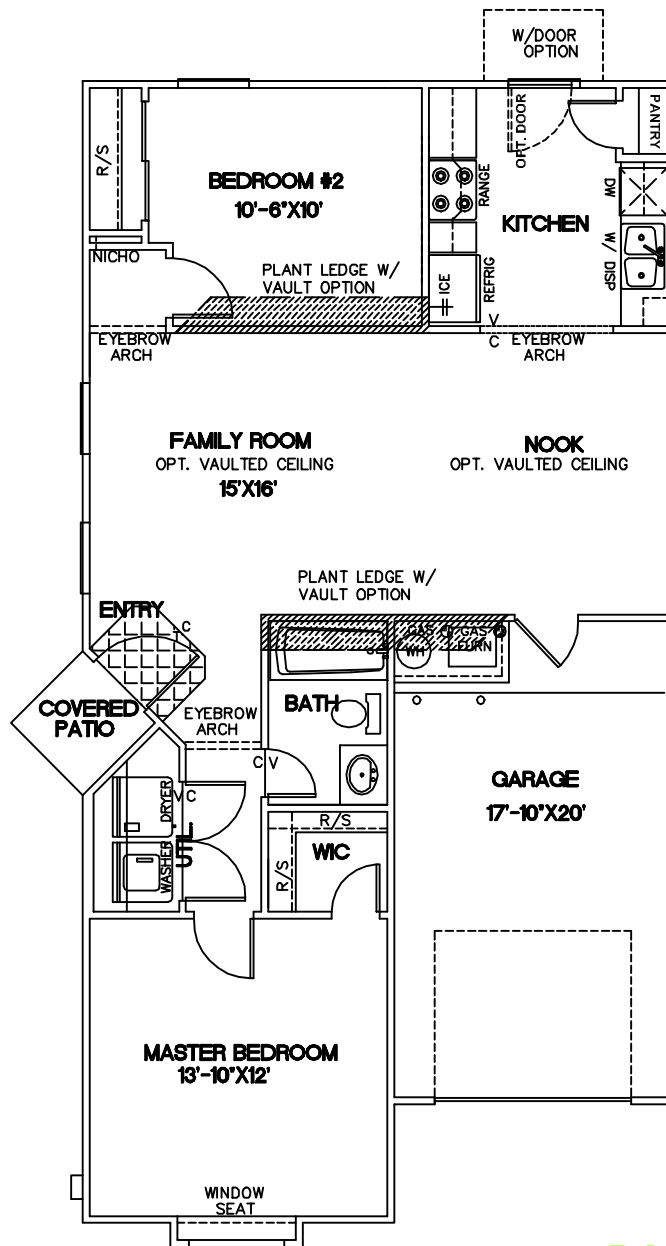 W/DOOR
OPTION
R/S
BEDROOM #2
10'-6"X10'
OPT. DOOR
PANTRY
RANGE
KITCHEN
DW
W/ DISP
NICHO
PLANT LEDGE W/
VAULT OPTION
ICE
REFRIG
EYEBROW
ARCH
V
C
EYEBROW
ARCH
FAMILY ROOM
OPT. VAULTED CEILING
15'X16'
NOOK
OPT. VAULTED CEILING
PLANT LEDGE W/
VAULT OPTION
ENTRY
C
GAS
WH
GAS
FURN
COVERED
PATIO
EYEBROW
ARCH
BATH
C V
GARAGE
17'-10"X20'
DRYER
V C
UTIL.
WASHER
R/S
WIC
R/S
MASTER BEDROOM
13'-10"X12'
WINDOW
SEAT